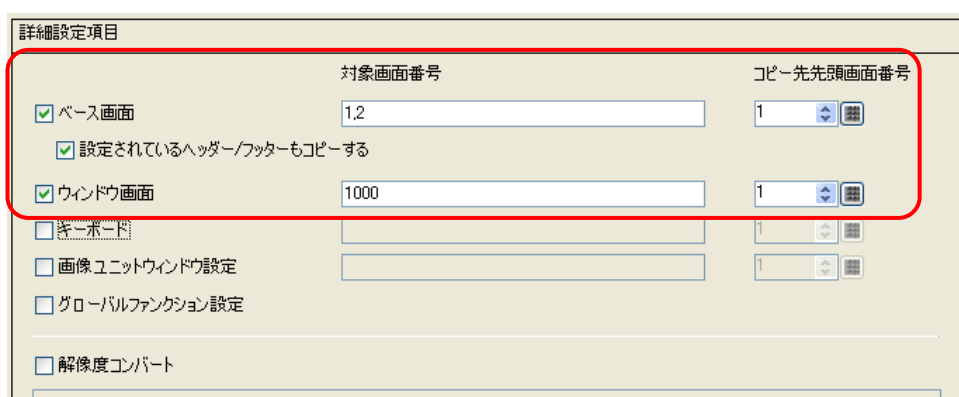 詳細設定項目
対象画面番号 コピー先先頭画面番号
ベース画面 1,2 1
設定されているヘッダー/フッターもコピーする
ウィンドウ画面 1000 1
キーボード 1
画像ユニットウィンドウ設定 1
グローバルファンクション設定
解像度コンバート